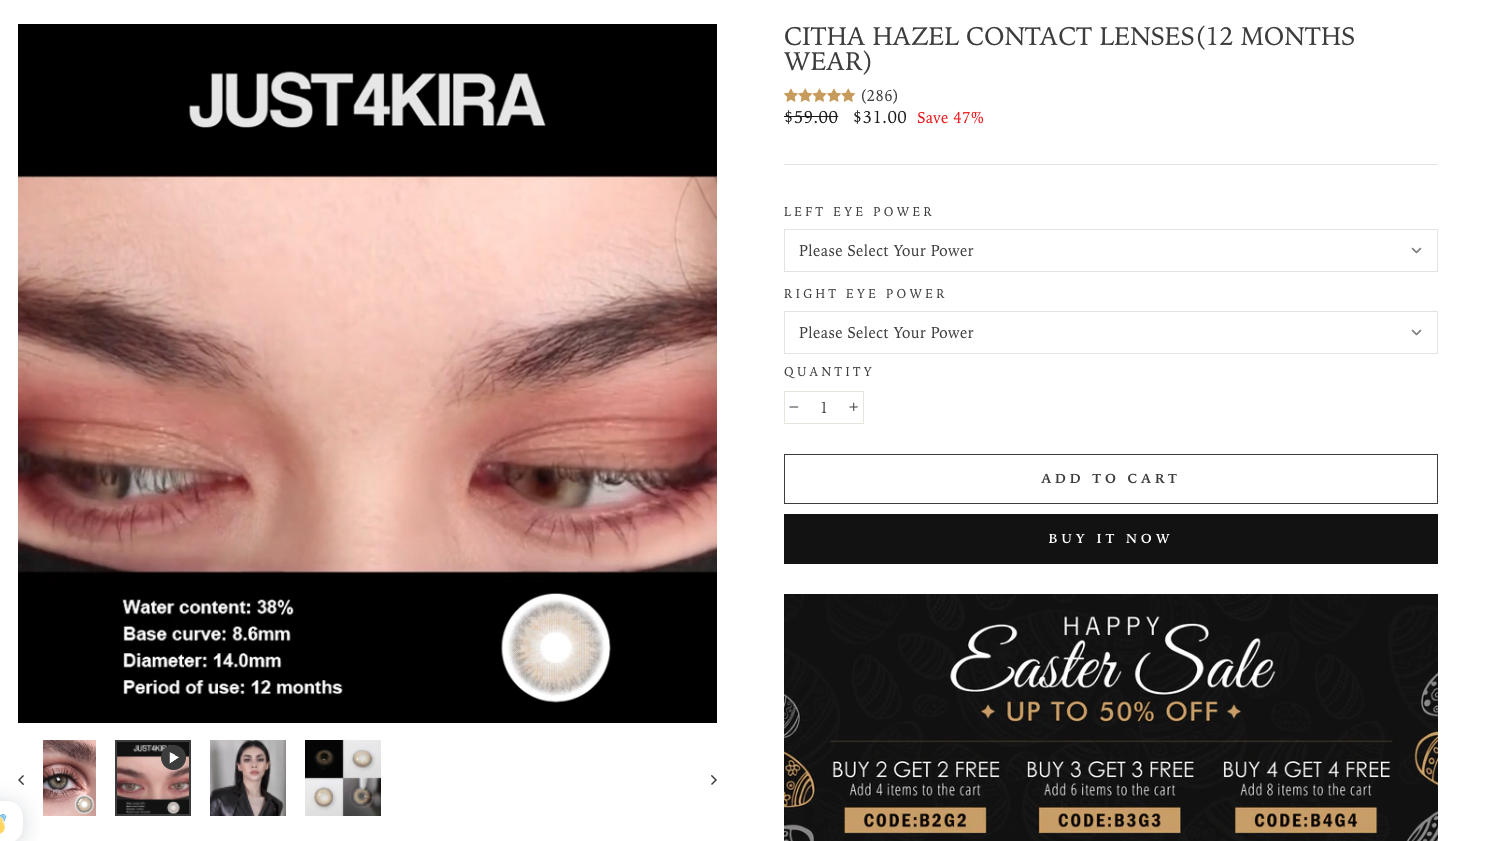 JUST4KIRA
Water content: 38%
Base curve: 8.6mm
Diameter: 14.0mm
Period of use: 12 months
JUST4KIRA
CITHA HAZEL CONTACT LENSES(12 MONTHS
WEAR)
(286)
$59.00 $31.00 Save 47%
LEFT EYE POWER
Please Select Your Power
RIGHT EYE POWER
Please Select Your Power
QUANTITY
− 1 +
ADD TO CART
BUY IT NOW
HAPPY
Easter Sale
UP TO 50% OFF
BUY 2 GET 2 FREE
Add 4 items to the cart
CODE:B2G2
BUY 3 GET 3 FREE
Add 6 items to the cart
CODE:B3G3
BUY 4 GET 4 FREE
Add 8 items to the cart
CODE:B4G4